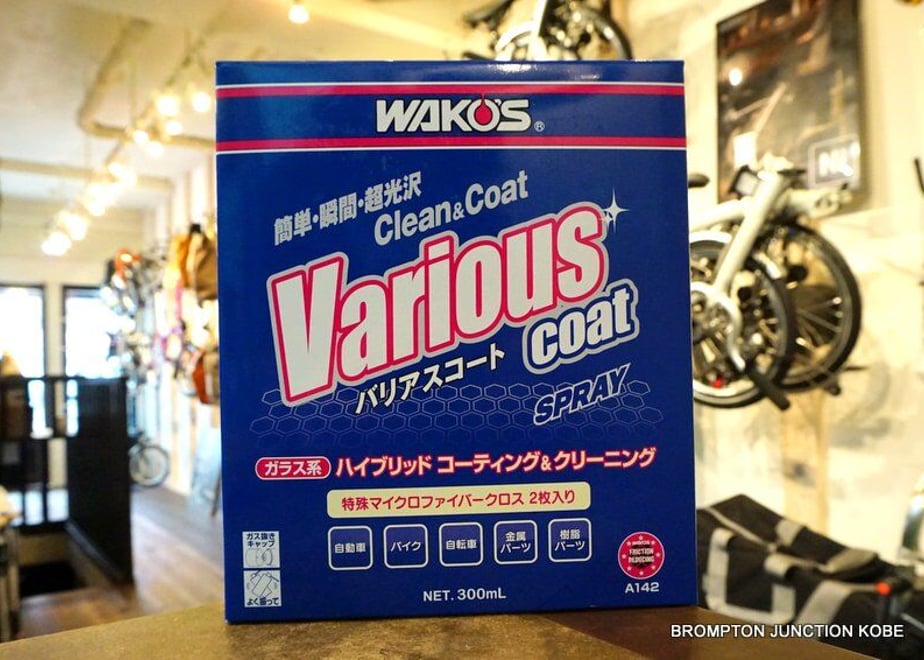 WAKO'S®
簡単・瞬間・超光沢
Clean&Coat
Various
coat
バリアスコート
SPRAY
ガラス系 ハイブリッド コーティング&クリーニング
特殊マイクロファイバークロス 2枚入り
自動車 バイク 自転車 金属パーツ 樹脂パーツ
ガス抜きキャップ
よく振って
FRICTION
REDUCING
A142
NET. 300mL
BROMPTON JUNCTION KOBE